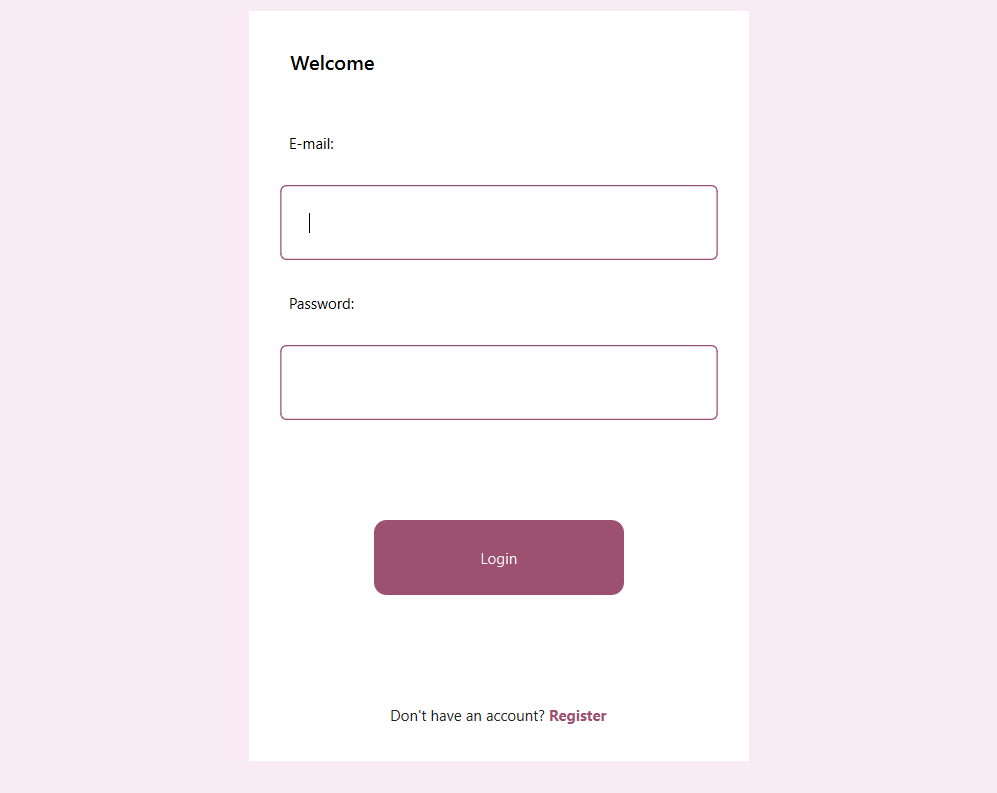 Welcome
E-mail:
Password:
Login
Don't have an account? Register